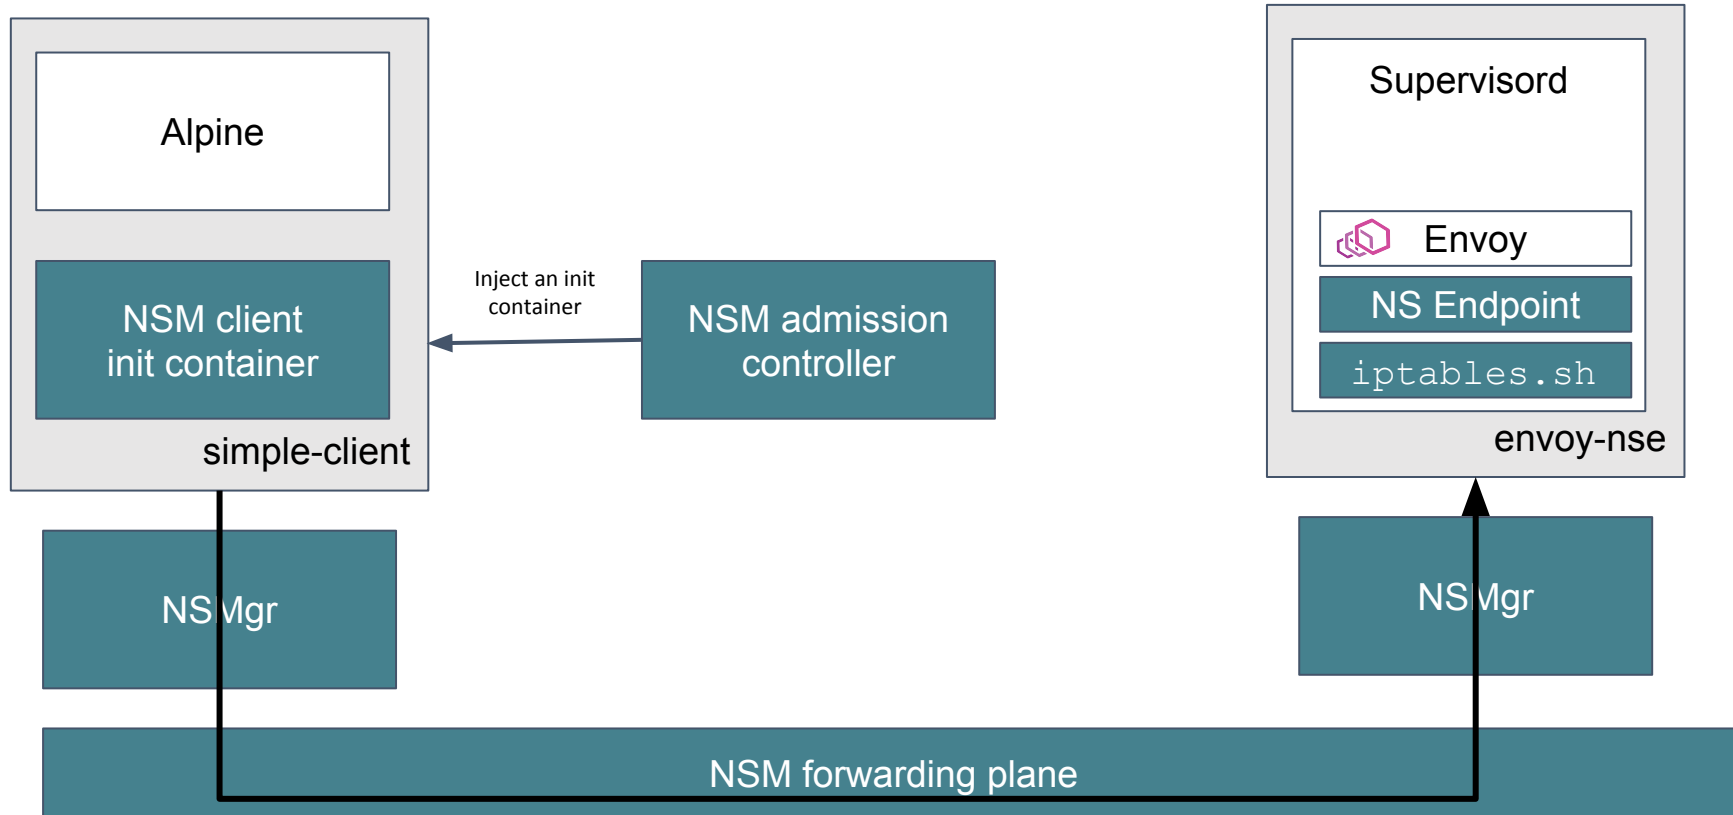 Alpine
NSM client
init container
simple-client
Inject an init
container
NSM admission
controller
Supervisord
Envoy
NS Endpoint
iptables.sh
envoy-nse
NSMgr
NSMgr
NSM forwarding plane